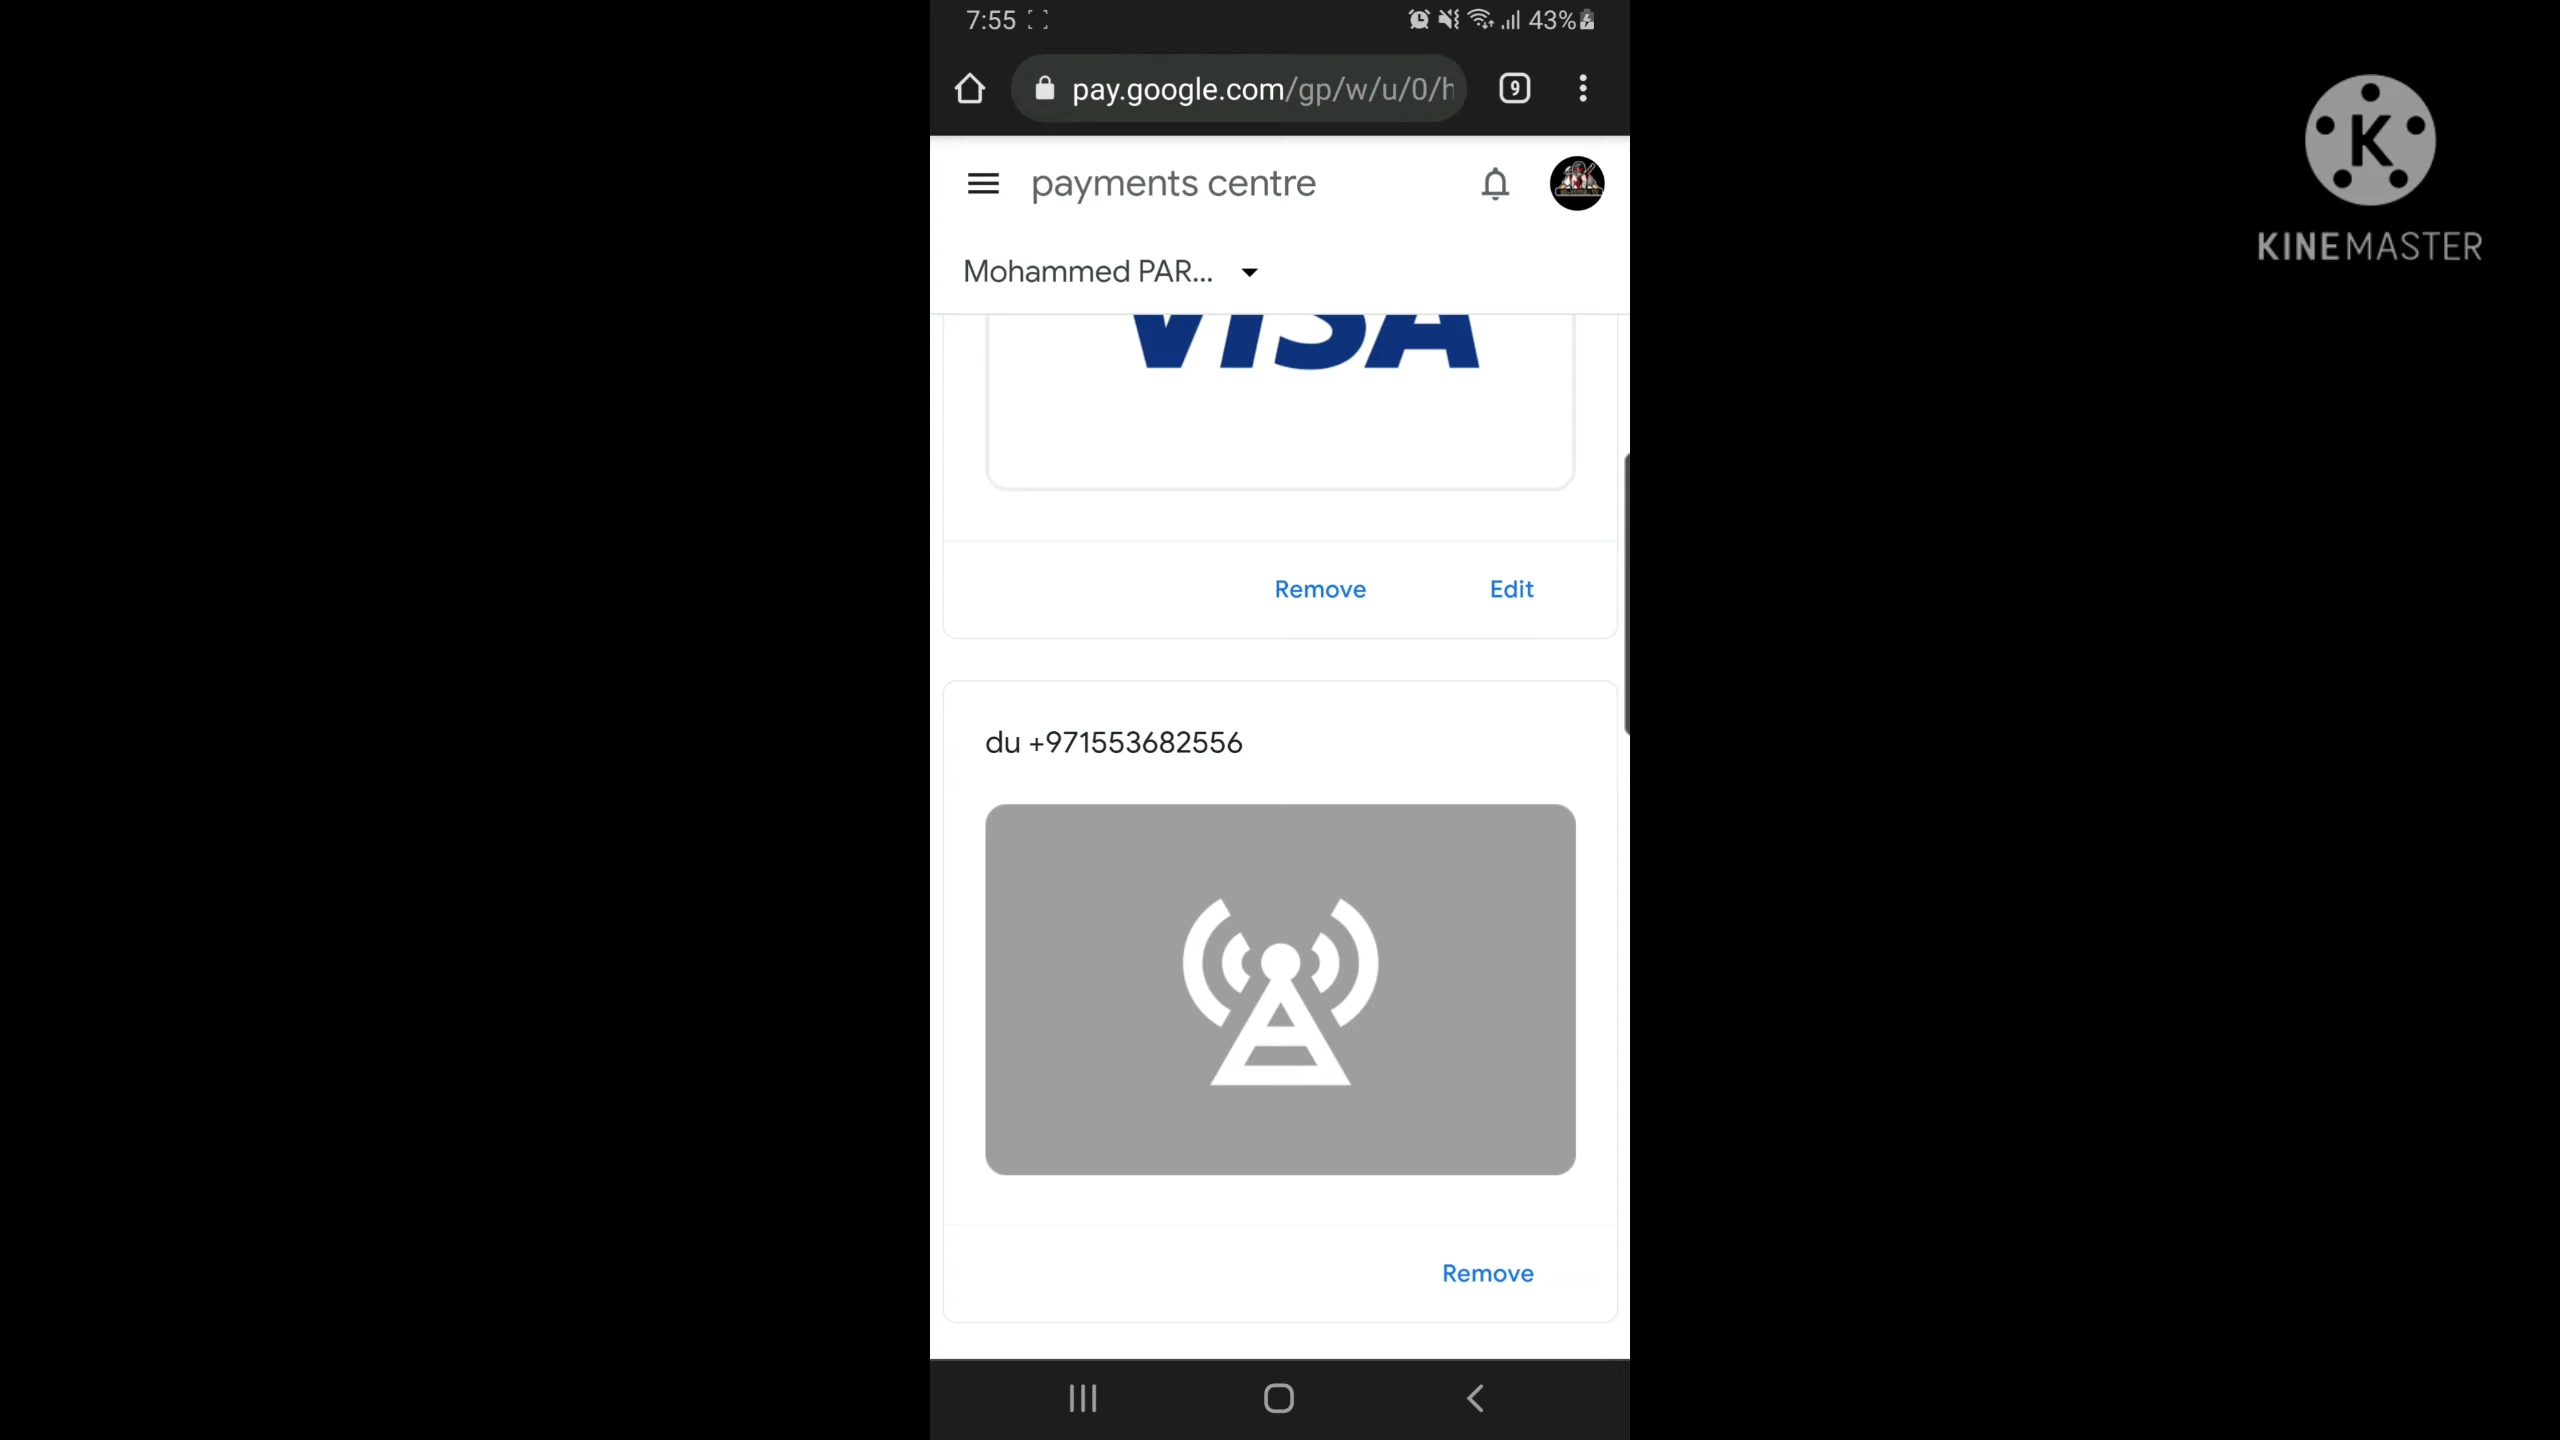 7:55
43%
pay.google.com/gp/w/u/0/h
9
K
KINEMASTER
payments centre
Mohammed PAR...
VISA
Remove Edit
du +971553682556
Remove